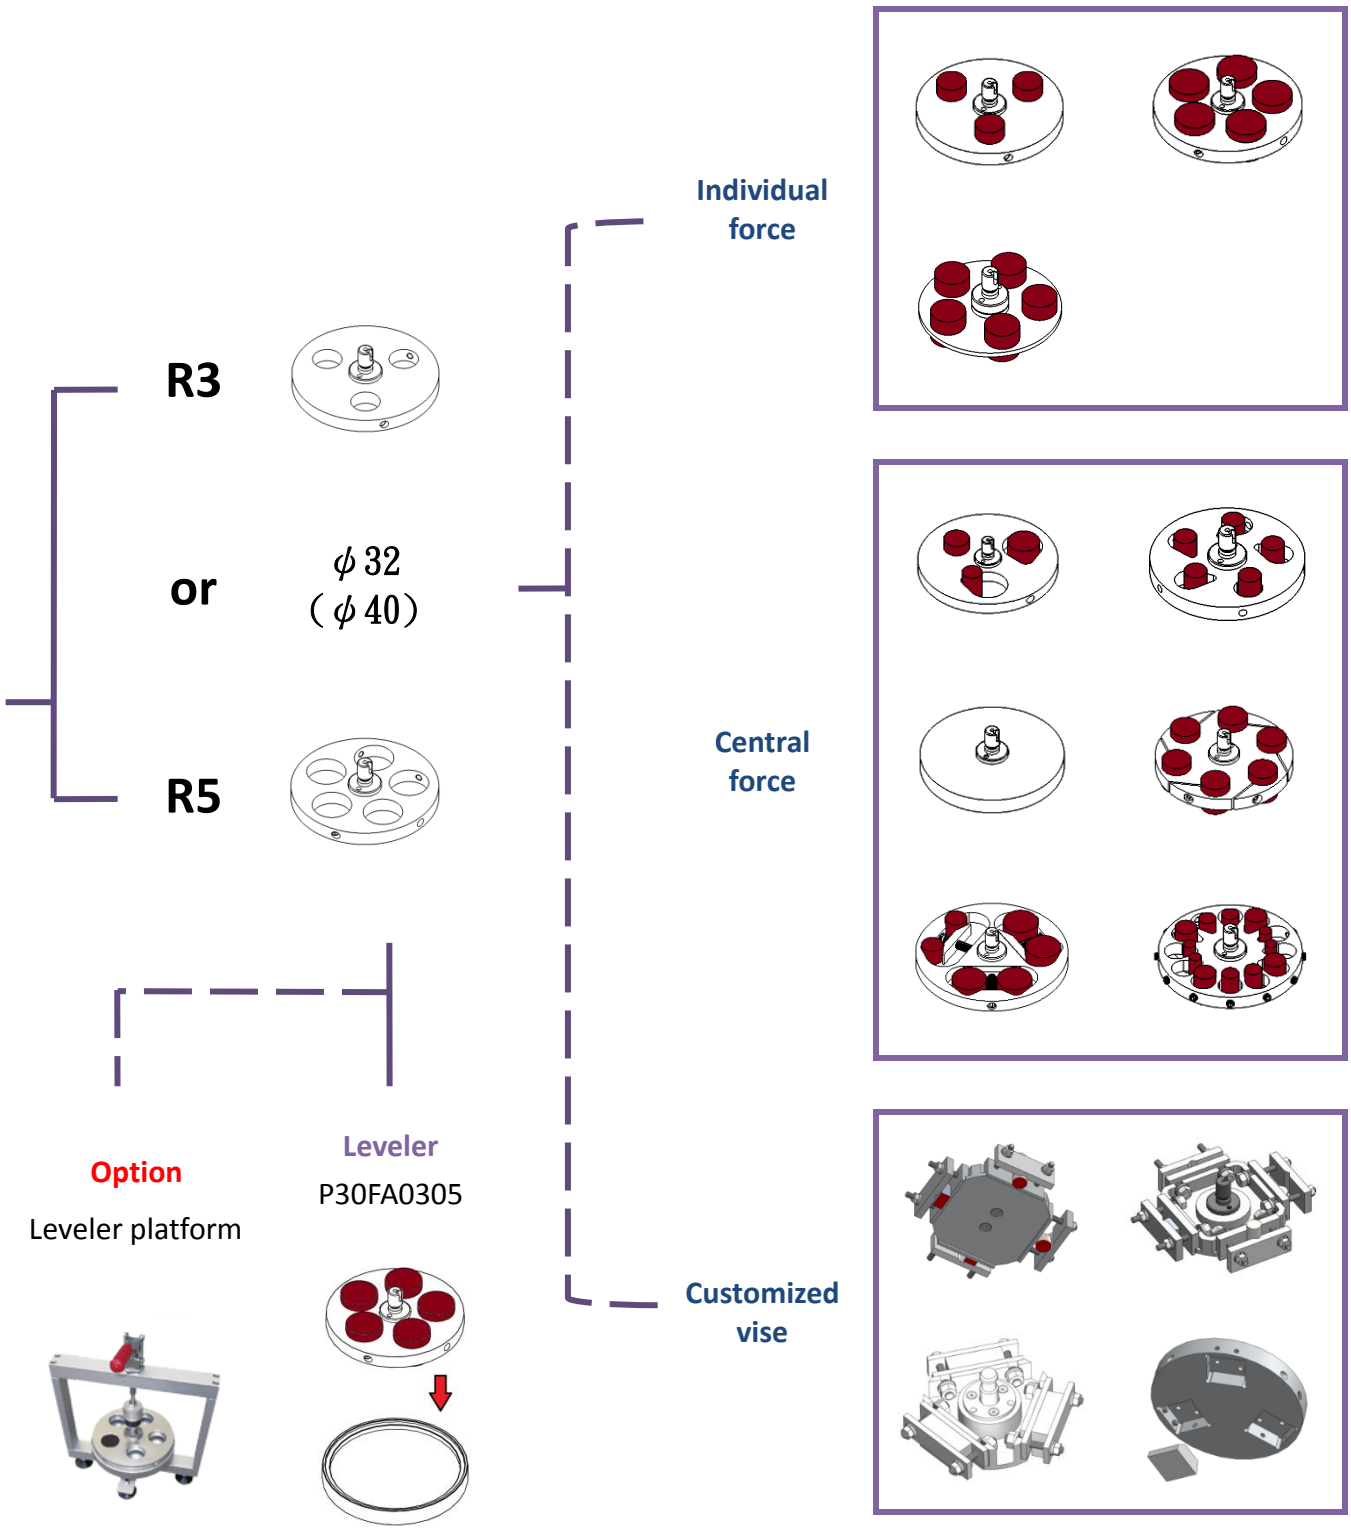 Individual
force
R3
or
φ32
(φ40)
R5
Central
force
Option
Leveler platform
Leveler
P30FA0305
Customized
vise